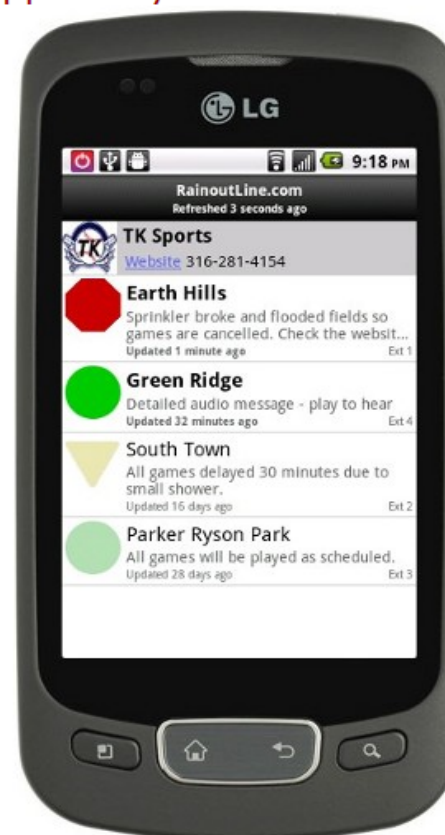 LG
9:18 PM
RainoutLine.com
Refreshed 3 seconds ago
TK
TK Sports
Website 316-281-4154
Earth Hills
Sprinkler broke and flooded fields so
games are cancelled. Check the websit...
Updated 1 minute ago Ext 1
Green Ridge
Detailed audio message - play to hear
Updated 32 minutes ago Ext 4
South Town
All games delayed 30 minutes due to
small shower.
Updated 16 days ago Ext 2
Parker Ryson Park
All games will be played as scheduled.
Updated 28 days ago Ext 3